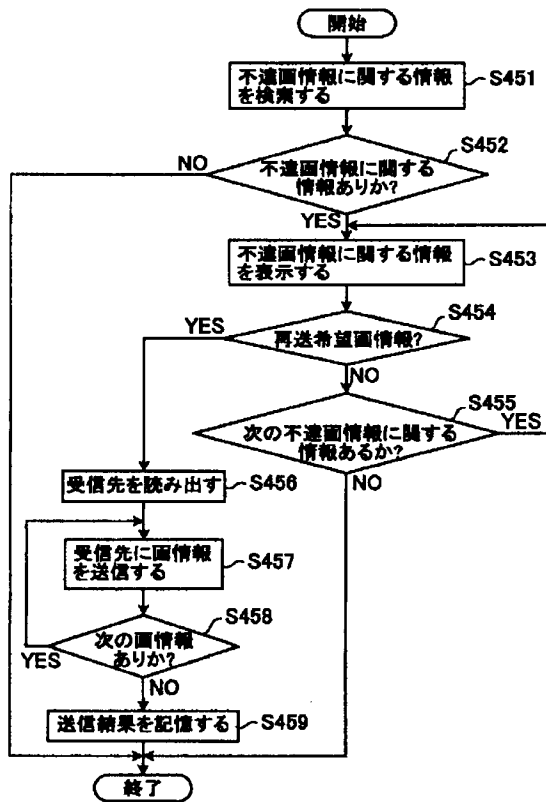 開始
不達画情報に関する情報
を検索する
S451
S452
NO
不達画情報に関する
情報ありか?
YES
不達画情報に関する情報
を表示する
S453
S454
YES
再送希望画情報?
NO
S455
YES
次の不達画情報に関する
情報あるか?
NO
受信先を読み出す
S456
受信先に画情報
を送信する
S457
S458
次の画情報
ありか?
YES
NO
送信結果を記憶する
S459
終了